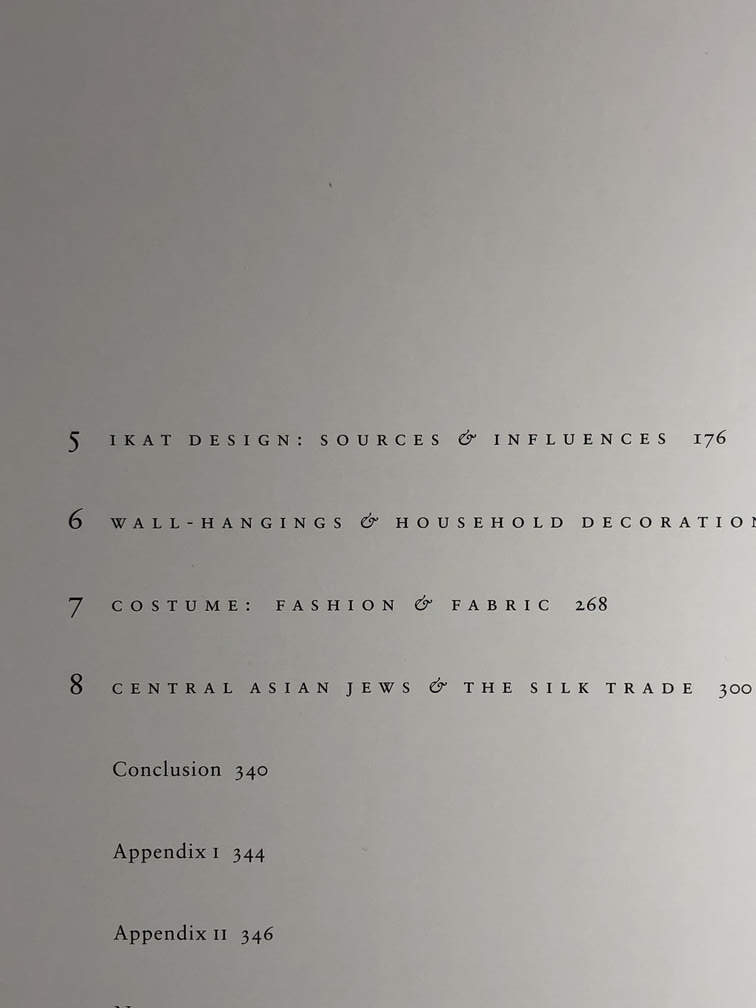 5 IKAT DESIGN: SOURCES & INFLUENCES 176
6 WALL-HANGINGS & HOUSEHOLD DECORATION
7 COSTUME: FASHION & FABRIC 268
8 CENTRAL ASIAN JEWS & THE SILK TRADE 300
Conclusion 340
Appendix I 344
Appendix II 346